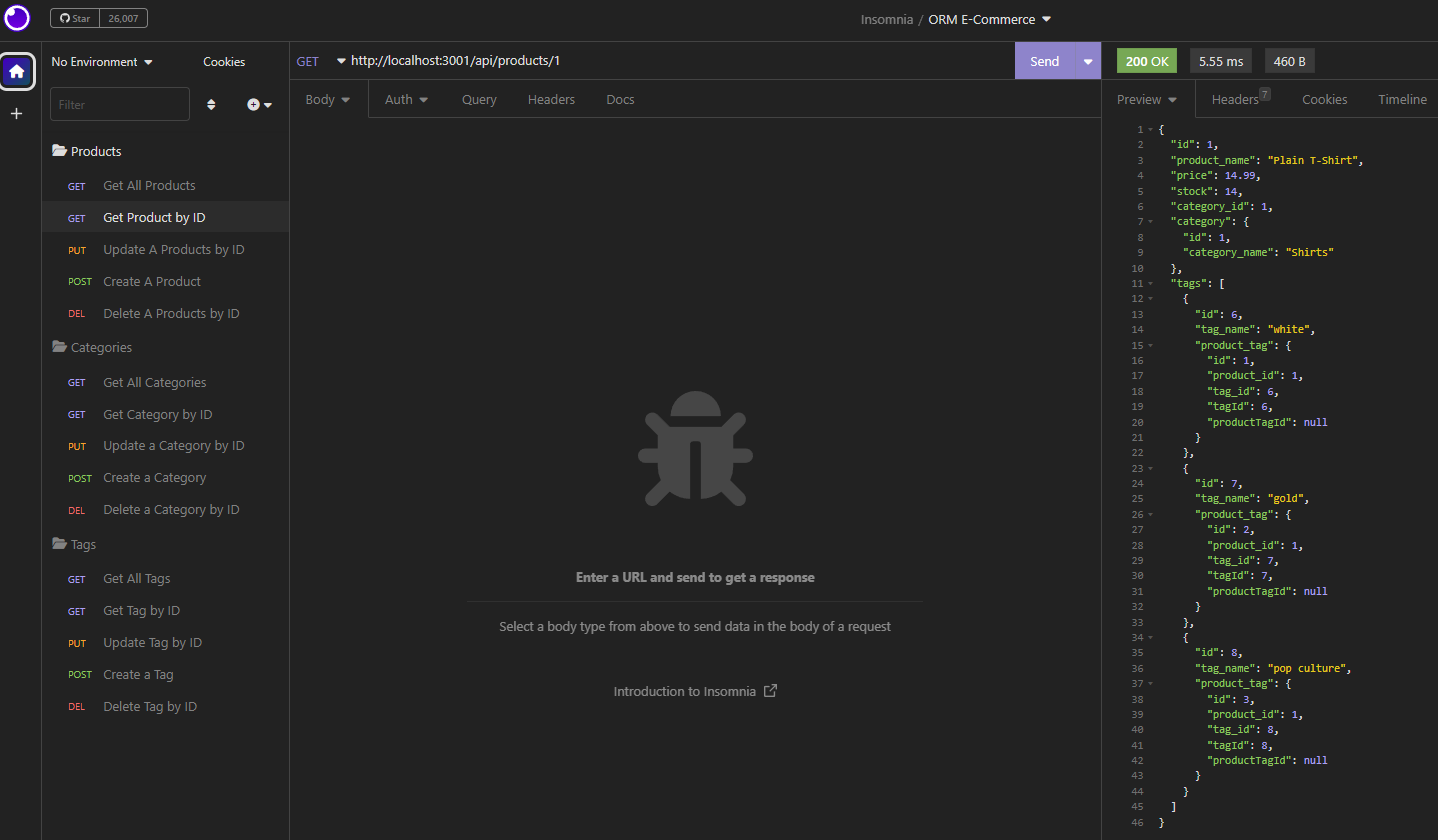 Star 26,007
Insomnia / ORM E-Commerce
No Environment Cookies
Filter
Products
GET Get All Products
GET Get Product by ID
PUT Update A Products by ID
POST Create A Product
DEL Delete A Products by ID
Categories
GET Get All Categories
GET Get Category by ID
PUT Update a Category by ID
POST Create a Category
DEL Delete a Category by ID
Tags
GET Get All Tags
GET Get Tag by ID
PUT Update Tag by ID
POST Create a Tag
DEL Delete Tag by ID
GET http://localhost:3001/api/products/1 Send
Body Auth Query Headers Docs
Enter a URL and send to get a response
Select a body type from above to send data in the body of a request
Introduction to Insomnia
200 OK 5.55 ms 460 B
Preview Headers 7 Cookies Timeline
1 {
2 "id": 1,
3 "product_name": "Plain T-Shirt",
4 "price": 14.99,
5 "stock": 14,
6 "category_id": 1,
7 "category": {
8 "id": 1,
9 "category_name": "Shirts"
10 },
11 "tags": [
12 {
13 "id": 6,
14 "tag_name": "white",
15 "product_tag": {
16 "id": 1,
17 "product_id": 1,
18 "tag_id": 6,
19 "tagId": 6,
20 "productTagId": null
21 }
22 },
23 {
24 "id": 7,
25 "tag_name": "gold",
26 "product_tag": {
27 "id": 2,
28 "product_id": 1,
29 "tag_id": 7,
30 "tagId": 7,
31 "productTagId": null
32 }
33 },
34 {
35 "id": 8,
36 "tag_name": "pop culture",
37 "product_tag": {
38 "id": 3,
39 "product_id": 1,
40 "tag_id": 8,
41 "tagId": 8,
42 "productTagId": null
43 }
44 }
45 ]
46 }